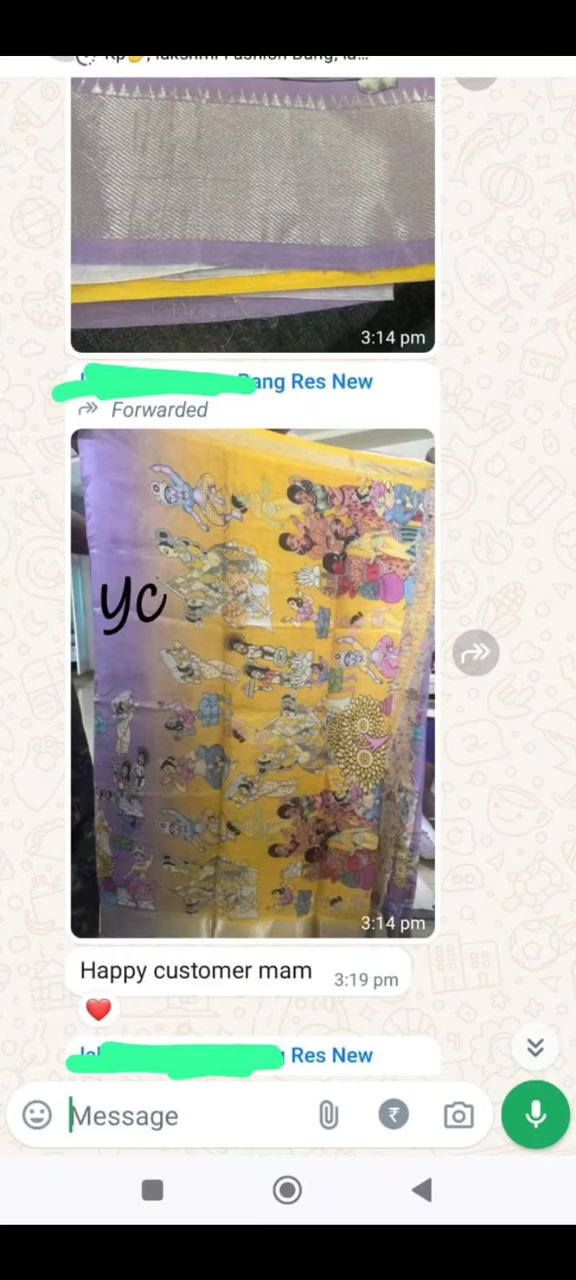 3:14 pm
Bang Res New
Forwarded
yc
3:14 pm
Happy customer mam
3:19 pm
Res New
Message